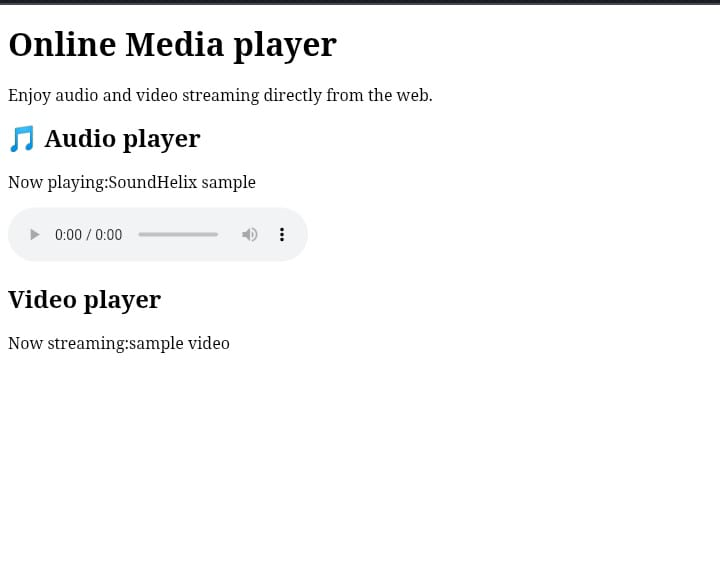 Online Media player
Enjoy audio and video streaming directly from the web.
🎵 Audio player
Now playing:SoundHelix sample
0:00 / 0:00
Video player
Now streaming:sample video